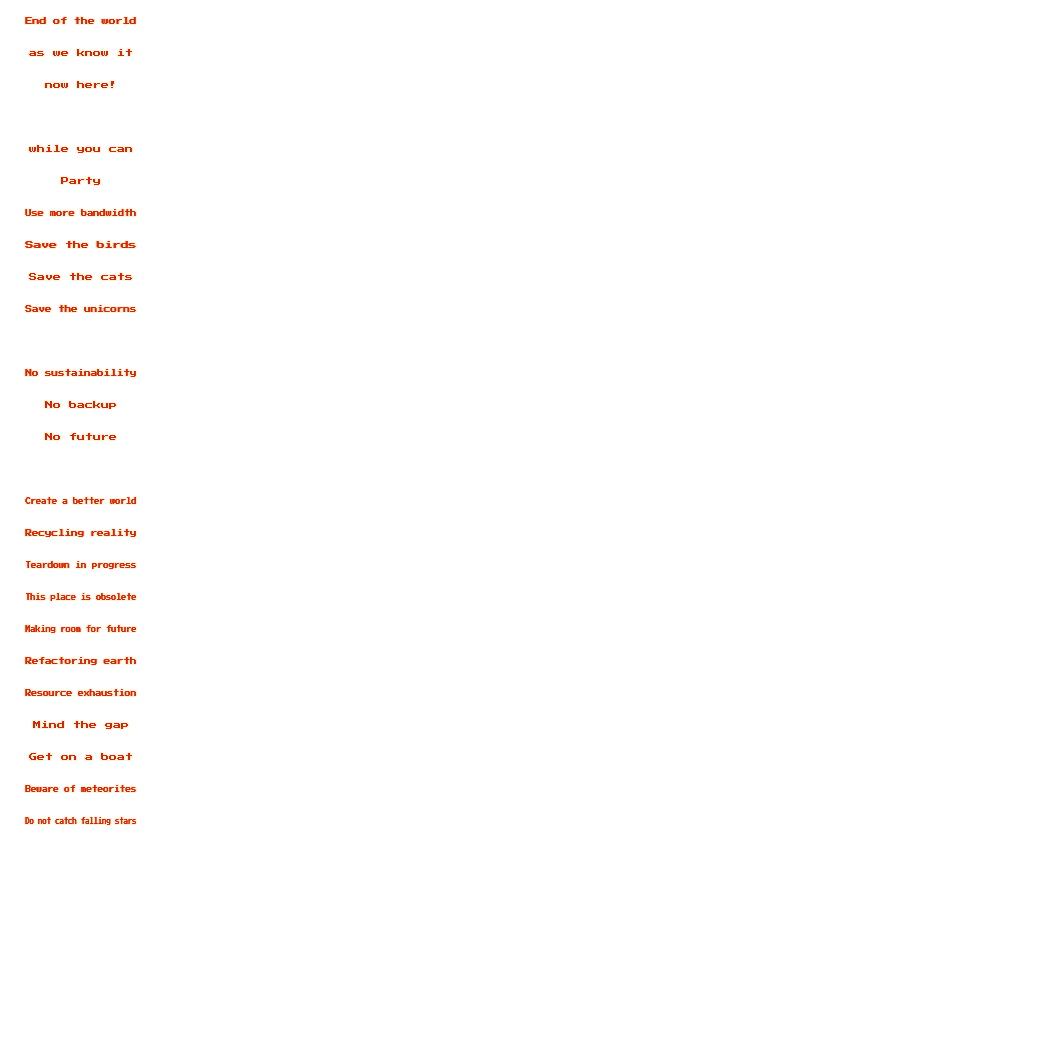 End of the world
as we know it
now here!
while you can
Party
Use more bandwidth
Save the birds
Save the cats
Save the unicorns
No sustainability
No backup
No future
Create a better world
Recycling reality
Teardown in progress
This place is obsolete
Making room for future
Refactoring earth
Resource exhaustion
Mind the gap
Get on a boat
Beware of meteorites
Do not catch falling stars